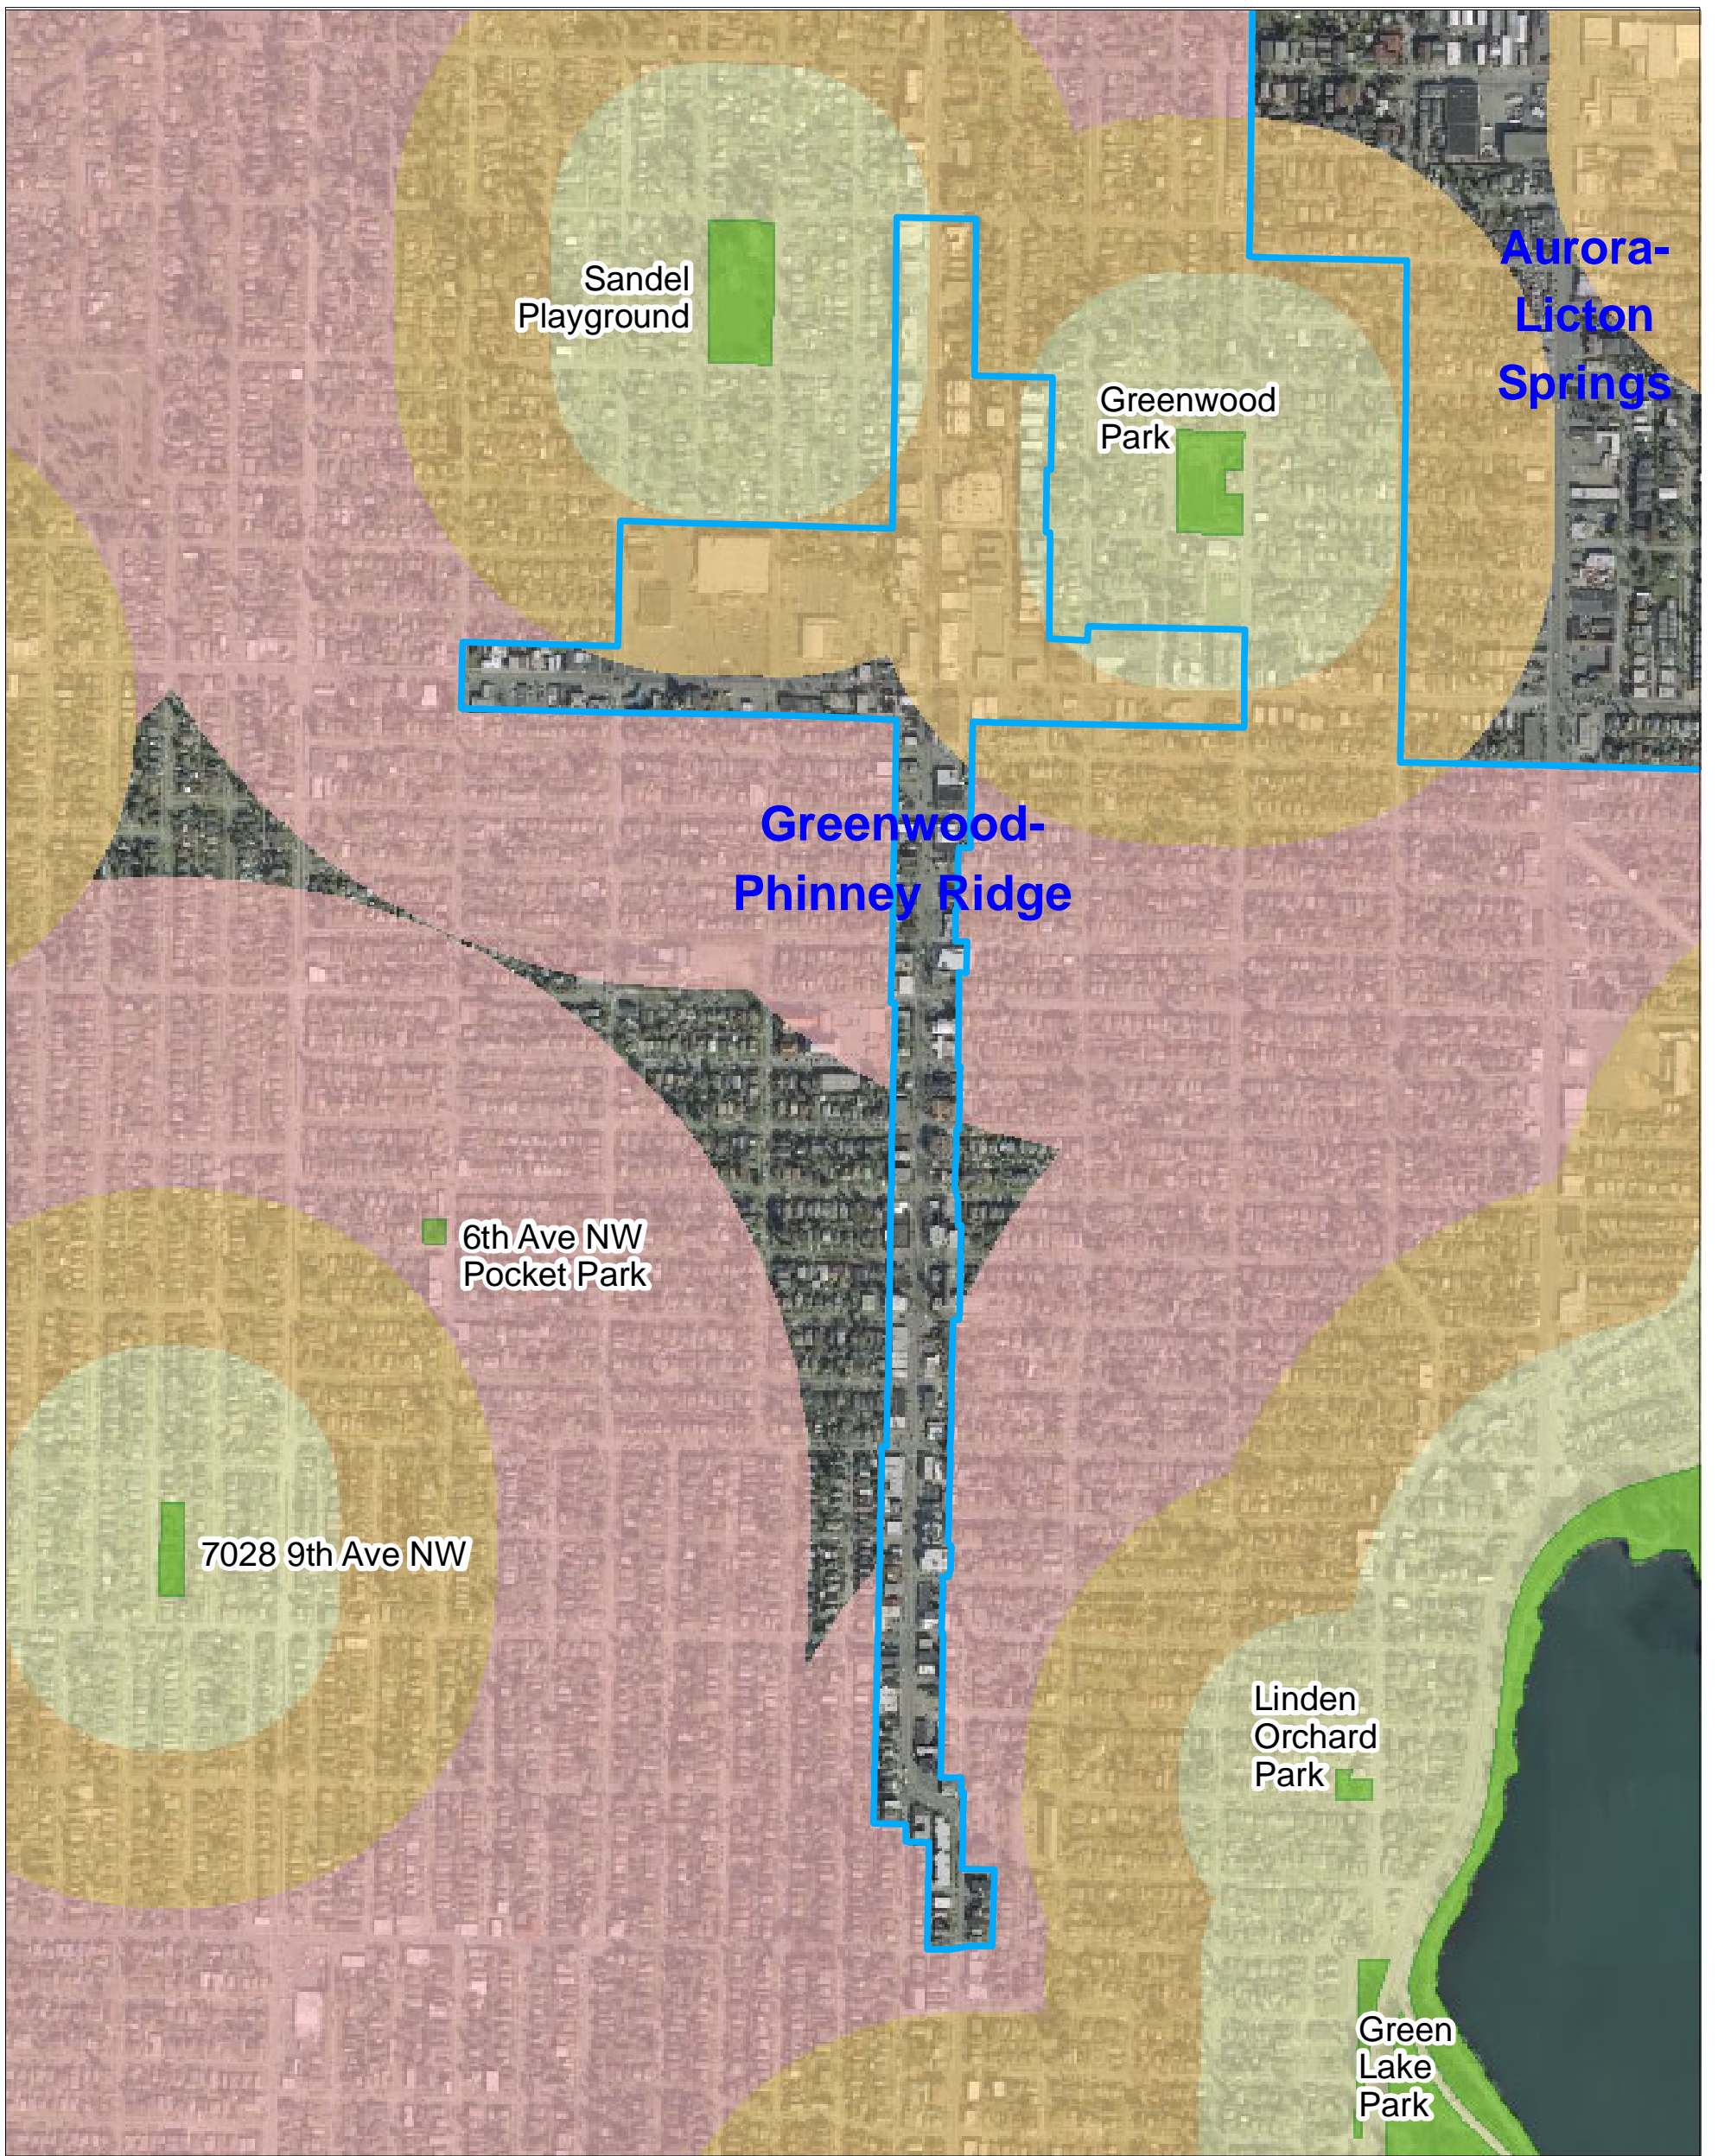 Aurora-
Licton
Springs
Sandel
Playground
Greenwood
Park
Greenwood-
Phinney Ridge
6th Ave NW
Pocket Park
7028 9th Ave NW
Linden
Orchard
Park
Green
Lake
Park